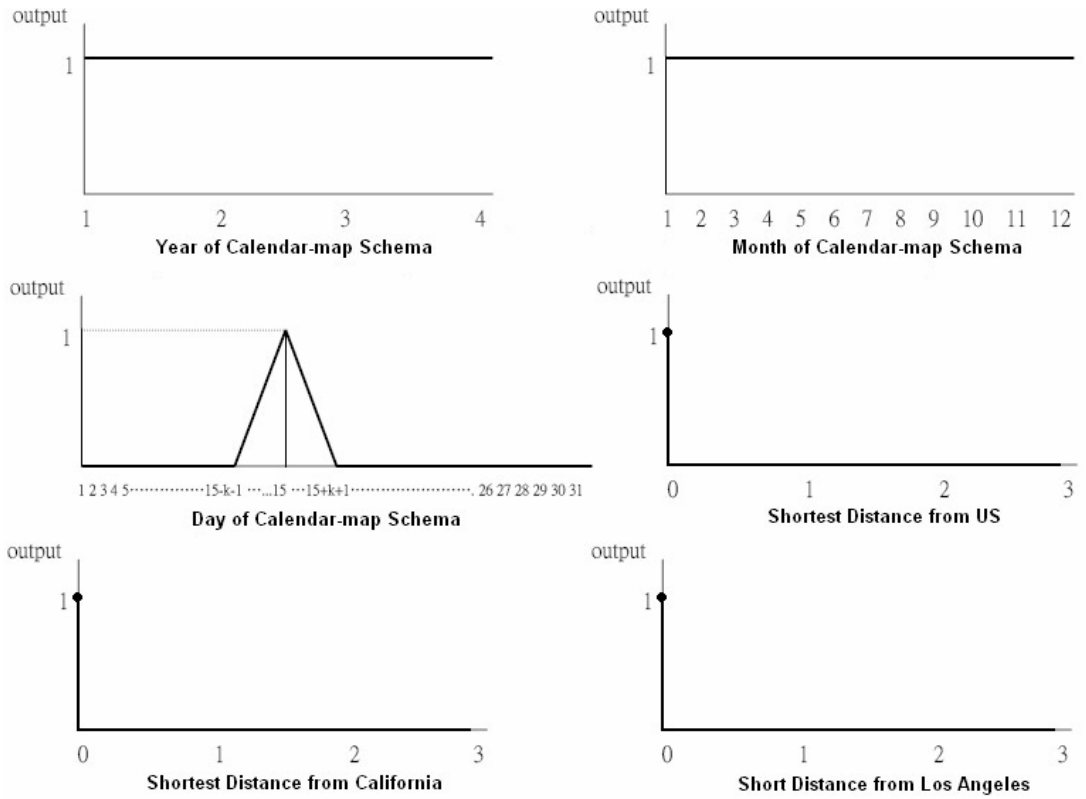 output
1
1 2 3 4
Year of Calendar-map Schema
output
1
1 2 3 4 5 6 7 8 9 10 11 12
Month of Calendar-map Schema
output
1
1 2 3 4 5··················15-k-1 ···...15 ···15+k+1·····························. 26 27 28 29 30 31
Day of Calendar-map Schema
output
1
0 1 2 3
Shortest Distance from US
output
1
0 1 2 3
Shortest Distance from California
output
1
0 1 2 3
Short Distance from Los Angeles